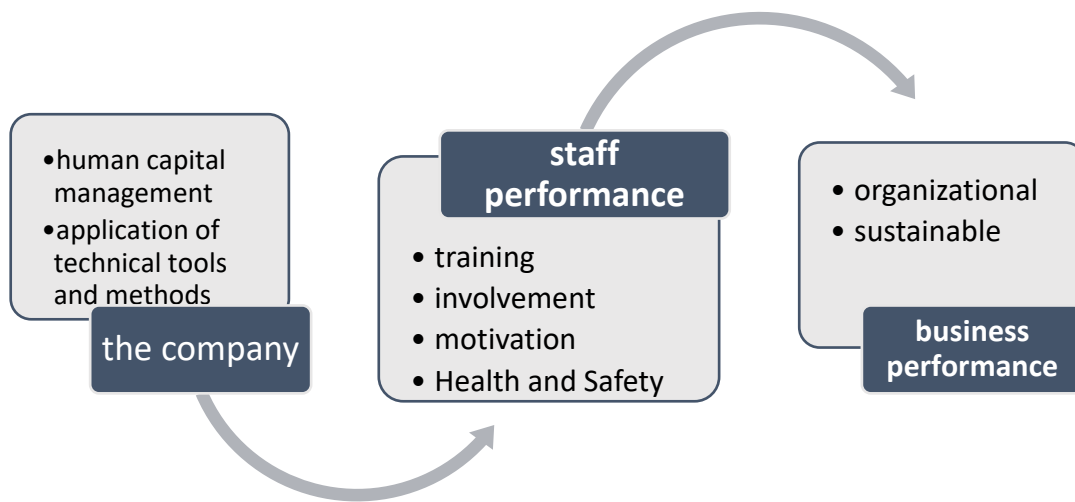 •human capital
management
•application of
technical tools
and methods
the company
staff
performance
• training
• involvement
• motivation
• Health and Safety
• organizational
• sustainable
business
performance